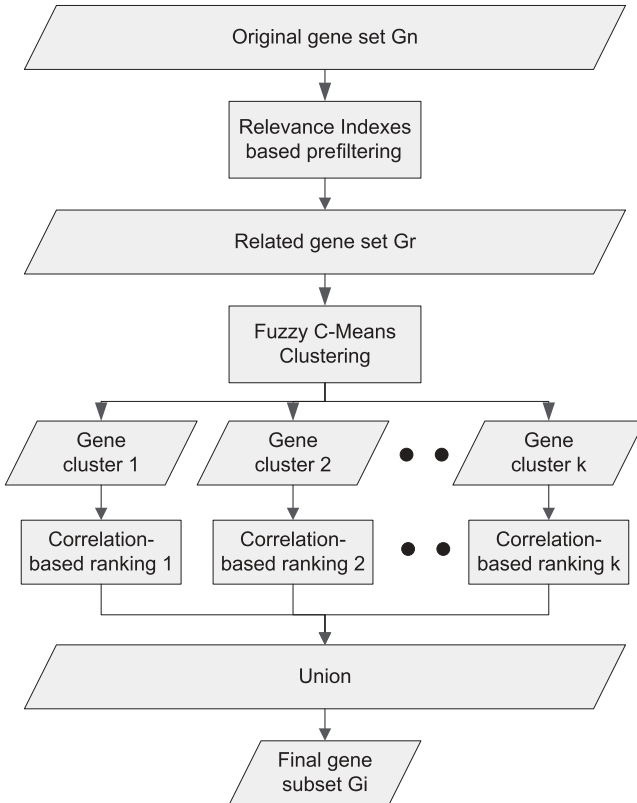 Original gene set Gn
Relevance Indexes
based prefiltering
Related gene set Gr
Fuzzy C-Means
Clustering
Gene
cluster 1
Gene
cluster 2
Gene
cluster k
Correlation-
based ranking 1
Correlation-
based ranking 2
Correlation-
based ranking k
Union
Final gene
subset Gi